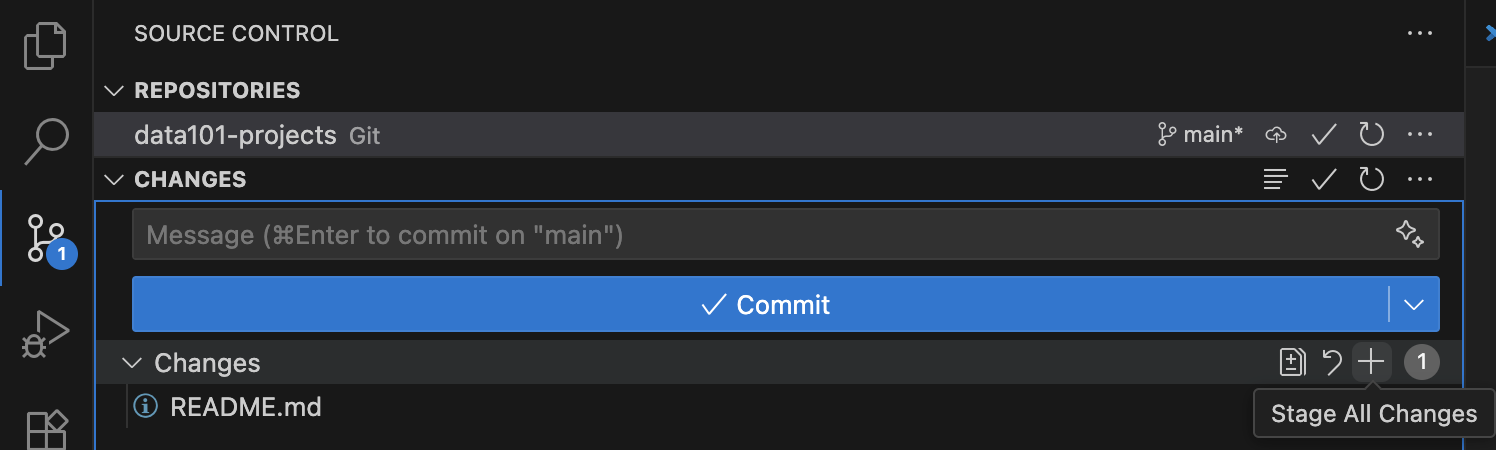 SOURCE CONTROL
REPOSITORIES
data101-projects Git main*
CHANGES
Message (⌘Enter to commit on "main")
Commit
1
Changes 1
README.md
Stage All Changes